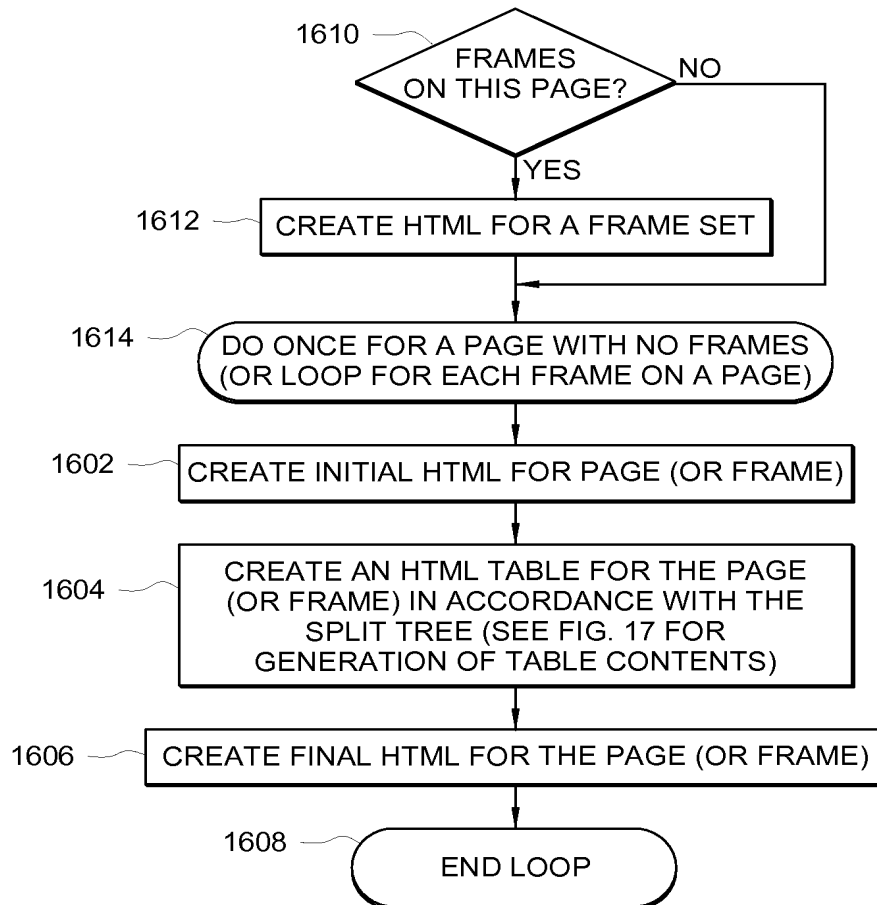 1610
FRAMES
ON THIS PAGE?
NO
YES
1612
CREATE HTML FOR A FRAME SET
1614
DO ONCE FOR A PAGE WITH NO FRAMES
(OR LOOP FOR EACH FRAME ON A PAGE)
1602
CREATE INITIAL HTML FOR PAGE (OR FRAME)
1604
CREATE AN HTML TABLE FOR THE PAGE
(OR FRAME) IN ACCORDANCE WITH THE
SPLIT TREE (SEE FIG. 17 FOR
GENERATION OF TABLE CONTENTS)
1606
CREATE FINAL HTML FOR THE PAGE (OR FRAME)
1608
END LOOP